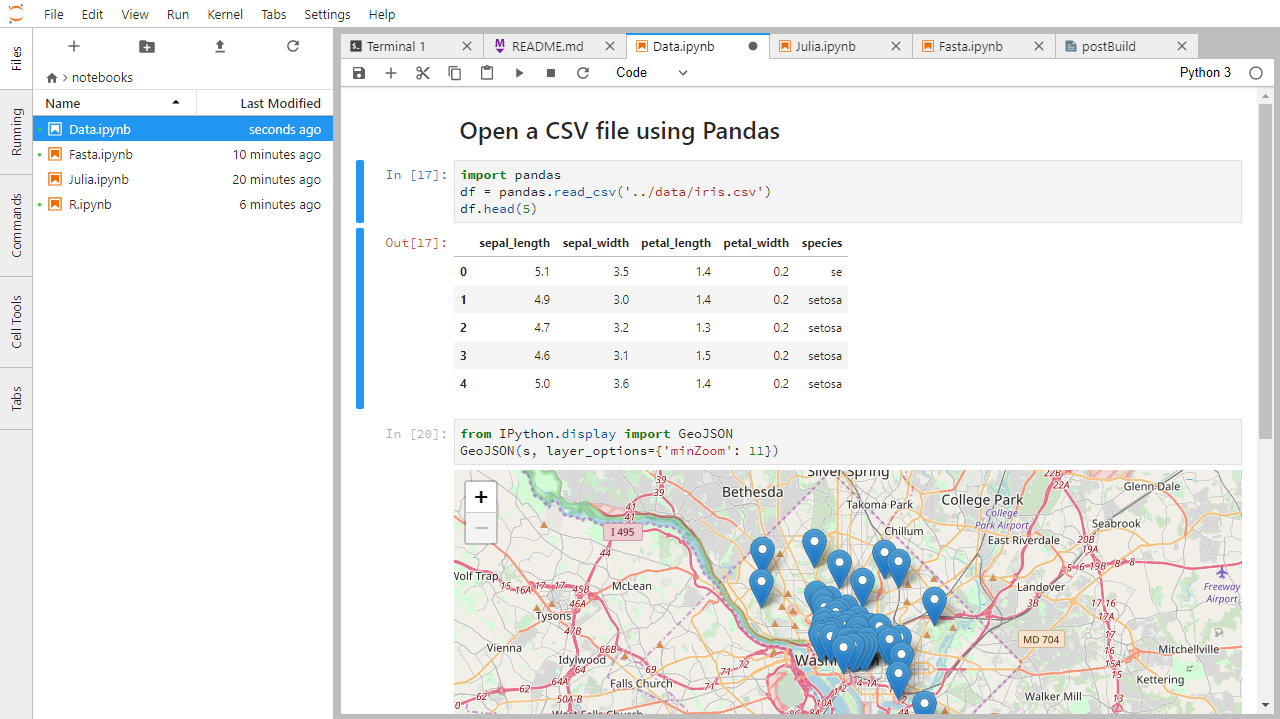 File Edit View Run Kernel Tabs Settings Help
Files
Running
Commands
Cell Tools
Tabs
notebooks
Name Last Modified
Data.ipynb seconds ago
Fasta.ipynb 10 minutes ago
Julia.ipynb 20 minutes ago
R.ipynb 6 minutes ago
Terminal 1 README.md Data.ipynb Julia.ipynb Fasta.ipynb postBuild
Code Python 3
Open a CSV file using Pandas
In [17]: import pandas
df = pandas.read_csv('../data/iris.csv')
df.head(5)
Out[17]: sepal_length sepal_width petal_length petal_width species
0 5.1 3.5 1.4 0.2 se
1 4.9 3.0 1.4 0.2 setosa
2 4.7 3.2 1.3 0.2 setosa
3 4.6 3.1 1.5 0.2 setosa
4 5.0 3.6 1.4 0.2 setosa
In [20]: from IPython.display import GeoJSON
GeoJSON(s, layer_options={'minZoom': 11})
+
−
Silver Spring
Bethesda
Takoma Park
College Park
College
Park Airport
Glenn Dale
Seabrook
Chillum
East Riverdale
I 495
Wolf Trap
McLean
Landover
Freeway
Airport
Tysons
MD 704
Vienna
Idylwood
Mitchellville
Falls Church
Kettering
Walker Mill
West Falls Church